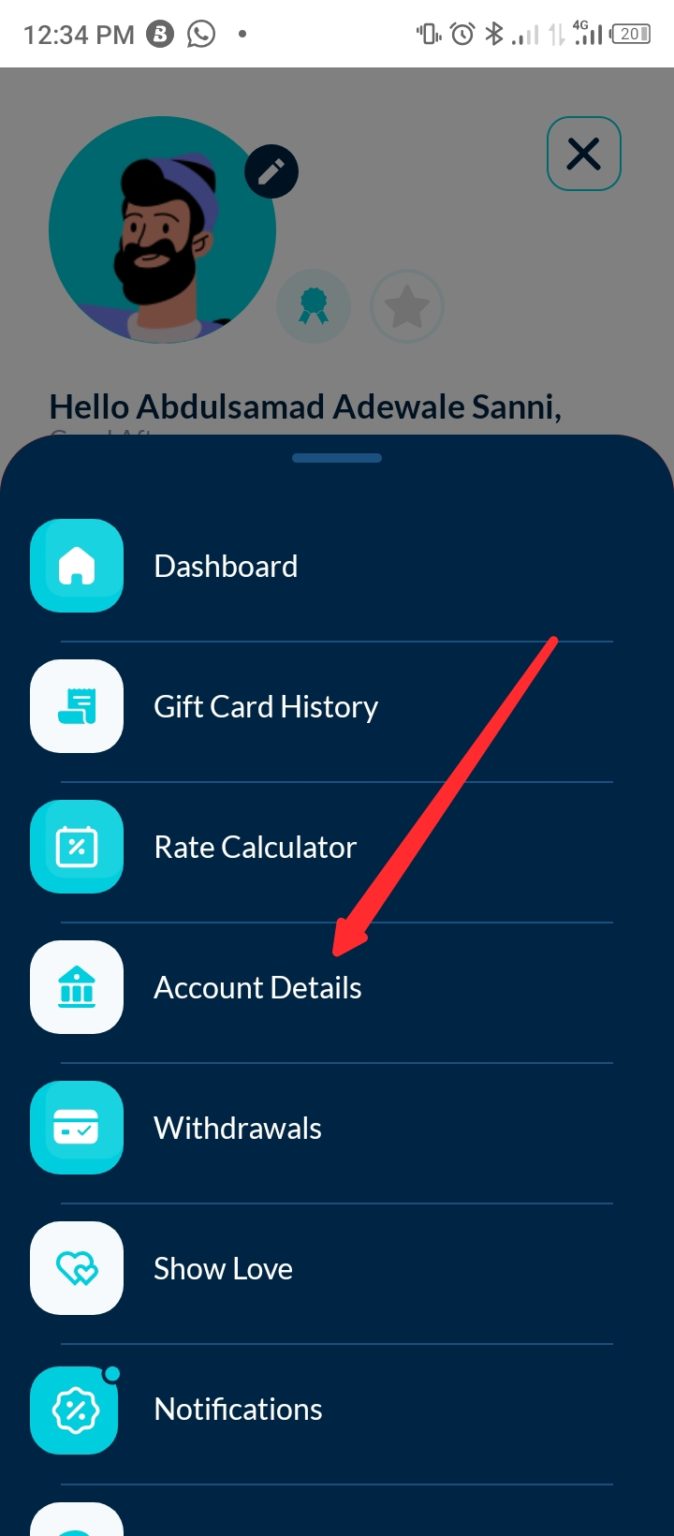 12:34 PM B 4G 20
Hello Abdulsamad Adewale Sanni,
Dashboard
Gift Card History
Rate Calculator
Account Details
Withdrawals
Show Love
Notifications